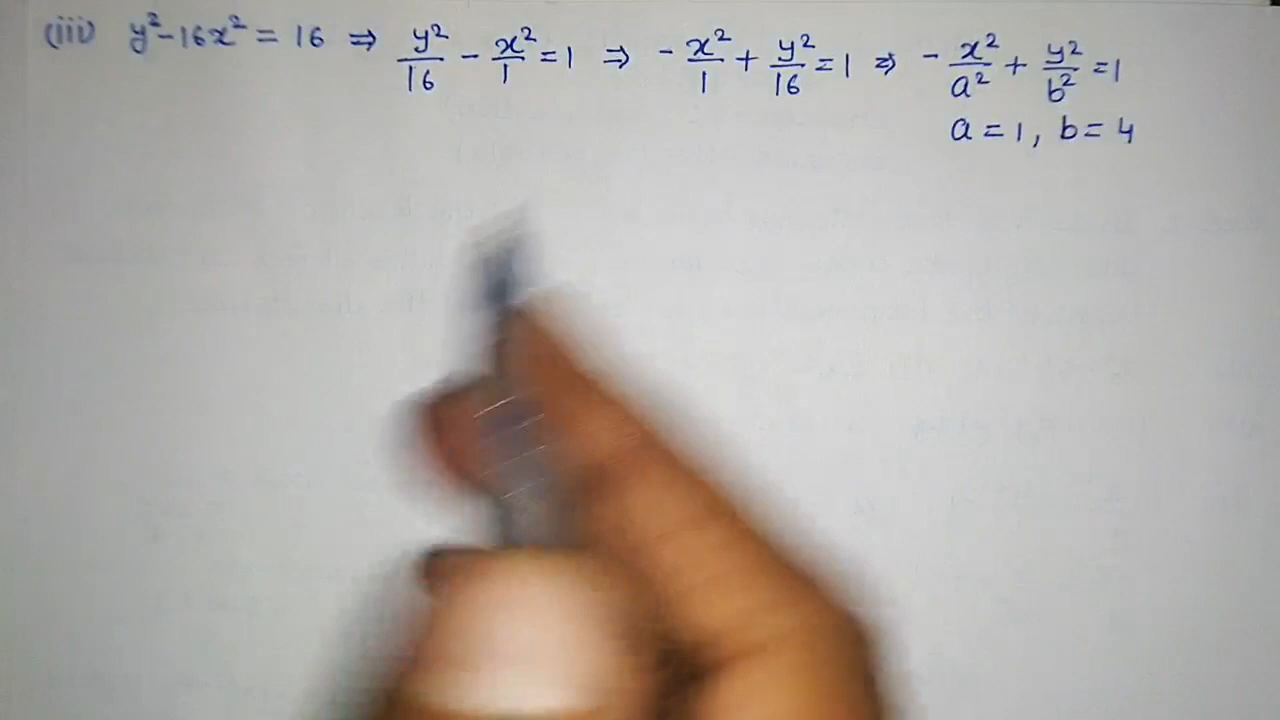 (iii) y² - 16x² = 16 ⇒ y²/16 - x²/1 = 1 ⇒ - x²/1 + y²/16 = 1 ⇒ - x²/a² + y²/b² = 1
a = 1, b = 4